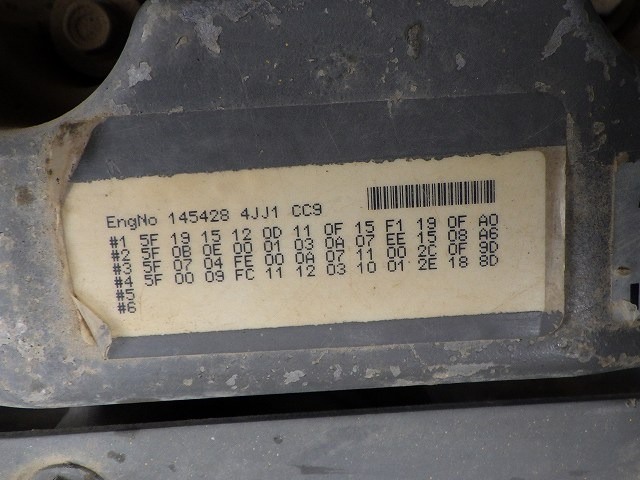 EngNo 145428 4JJ1 CC9
#1 5F 19 15 12 0D 11 0F 15 F1 19 0F A0
#2 5F 0B 0E 00 01 03 0A 07 EE 15 08 A6
#3 5F 07 04 FE 00 0A 07 11 00 2C 0F 9D
#4 5F 00 09 FC 11 12 03 10 01 2E 18 8D
#5
#6